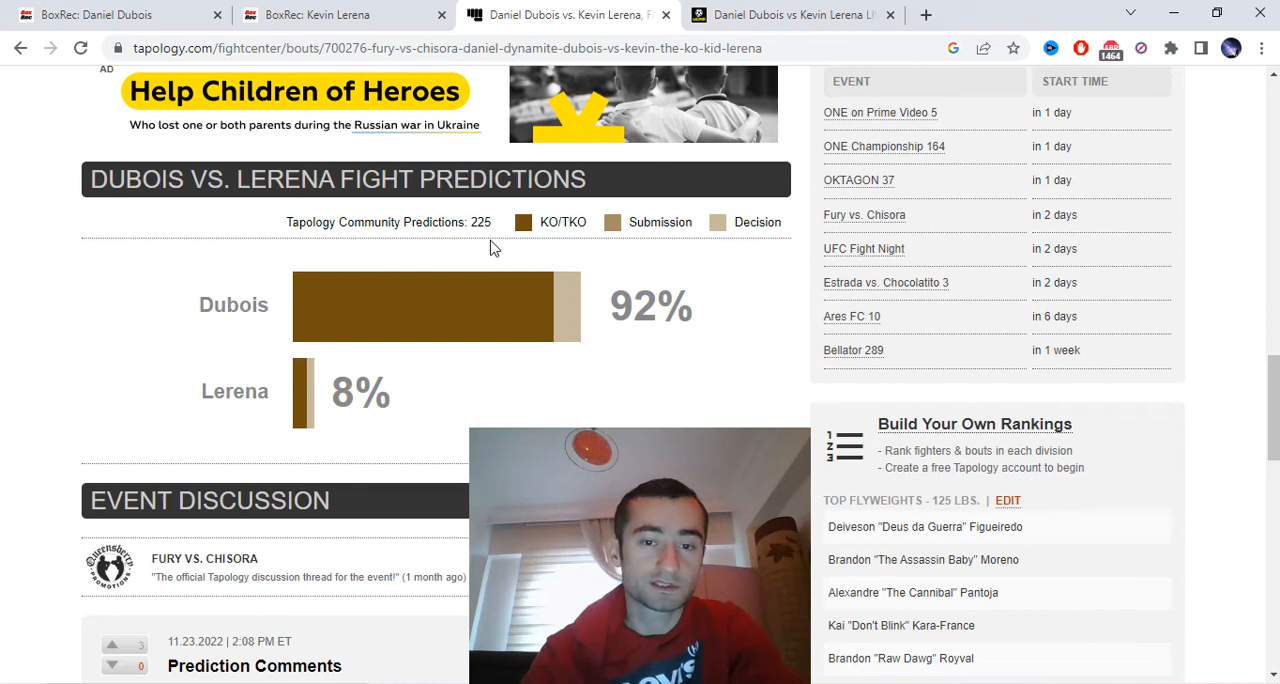 BoxRec: Daniel Dubois
BoxRec: Kevin Lerena
Daniel Dubois vs. Kevin Lerena, F
Daniel Dubois vs Kevin Lerena LI
tapology.com/fightcenter/bouts/700276-fury-vs-chisora-daniel-dynamite-dubois-vs-kevin-the-ko-kid-lerena
1464
AD
Help Children of Heroes
Who lost one or both parents during the Russian war in Ukraine
DUBOIS VS. LERENA FIGHT PREDICTIONS
Tapology Community Predictions: 225 KO/TKO Submission Decision
Dubois 92%
Lerena 8%
EVENT DISCUSSION
Queensberry
PROMOTIONS
FURY VS. CHISORA
"The official Tapology discussion thread for the event!" (1 month ago)
3
0
11.23.2022 | 2:08 PM ET
Prediction Comments
EVENT START TIME
ONE on Prime Video 5 in 1 day
ONE Championship 164 in 1 day
OKTAGON 37 in 1 day
Fury vs. Chisora in 2 days
UFC Fight Night in 2 days
Estrada vs. Chocolatito 3 in 2 days
Ares FC 10 in 6 days
Bellator 289 in 1 week
Build Your Own Rankings
- Rank fighters & bouts in each division
- Create a free Tapology account to begin
TOP FLYWEIGHTS - 125 LBS. | EDIT
Deiveson "Deus da Guerra" Figueiredo
Brandon "The Assassin Baby" Moreno
Alexandre "The Cannibal" Pantoja
Kai "Don't Blink" Kara-France
Brandon "Raw Dawg" Royval
Levi's